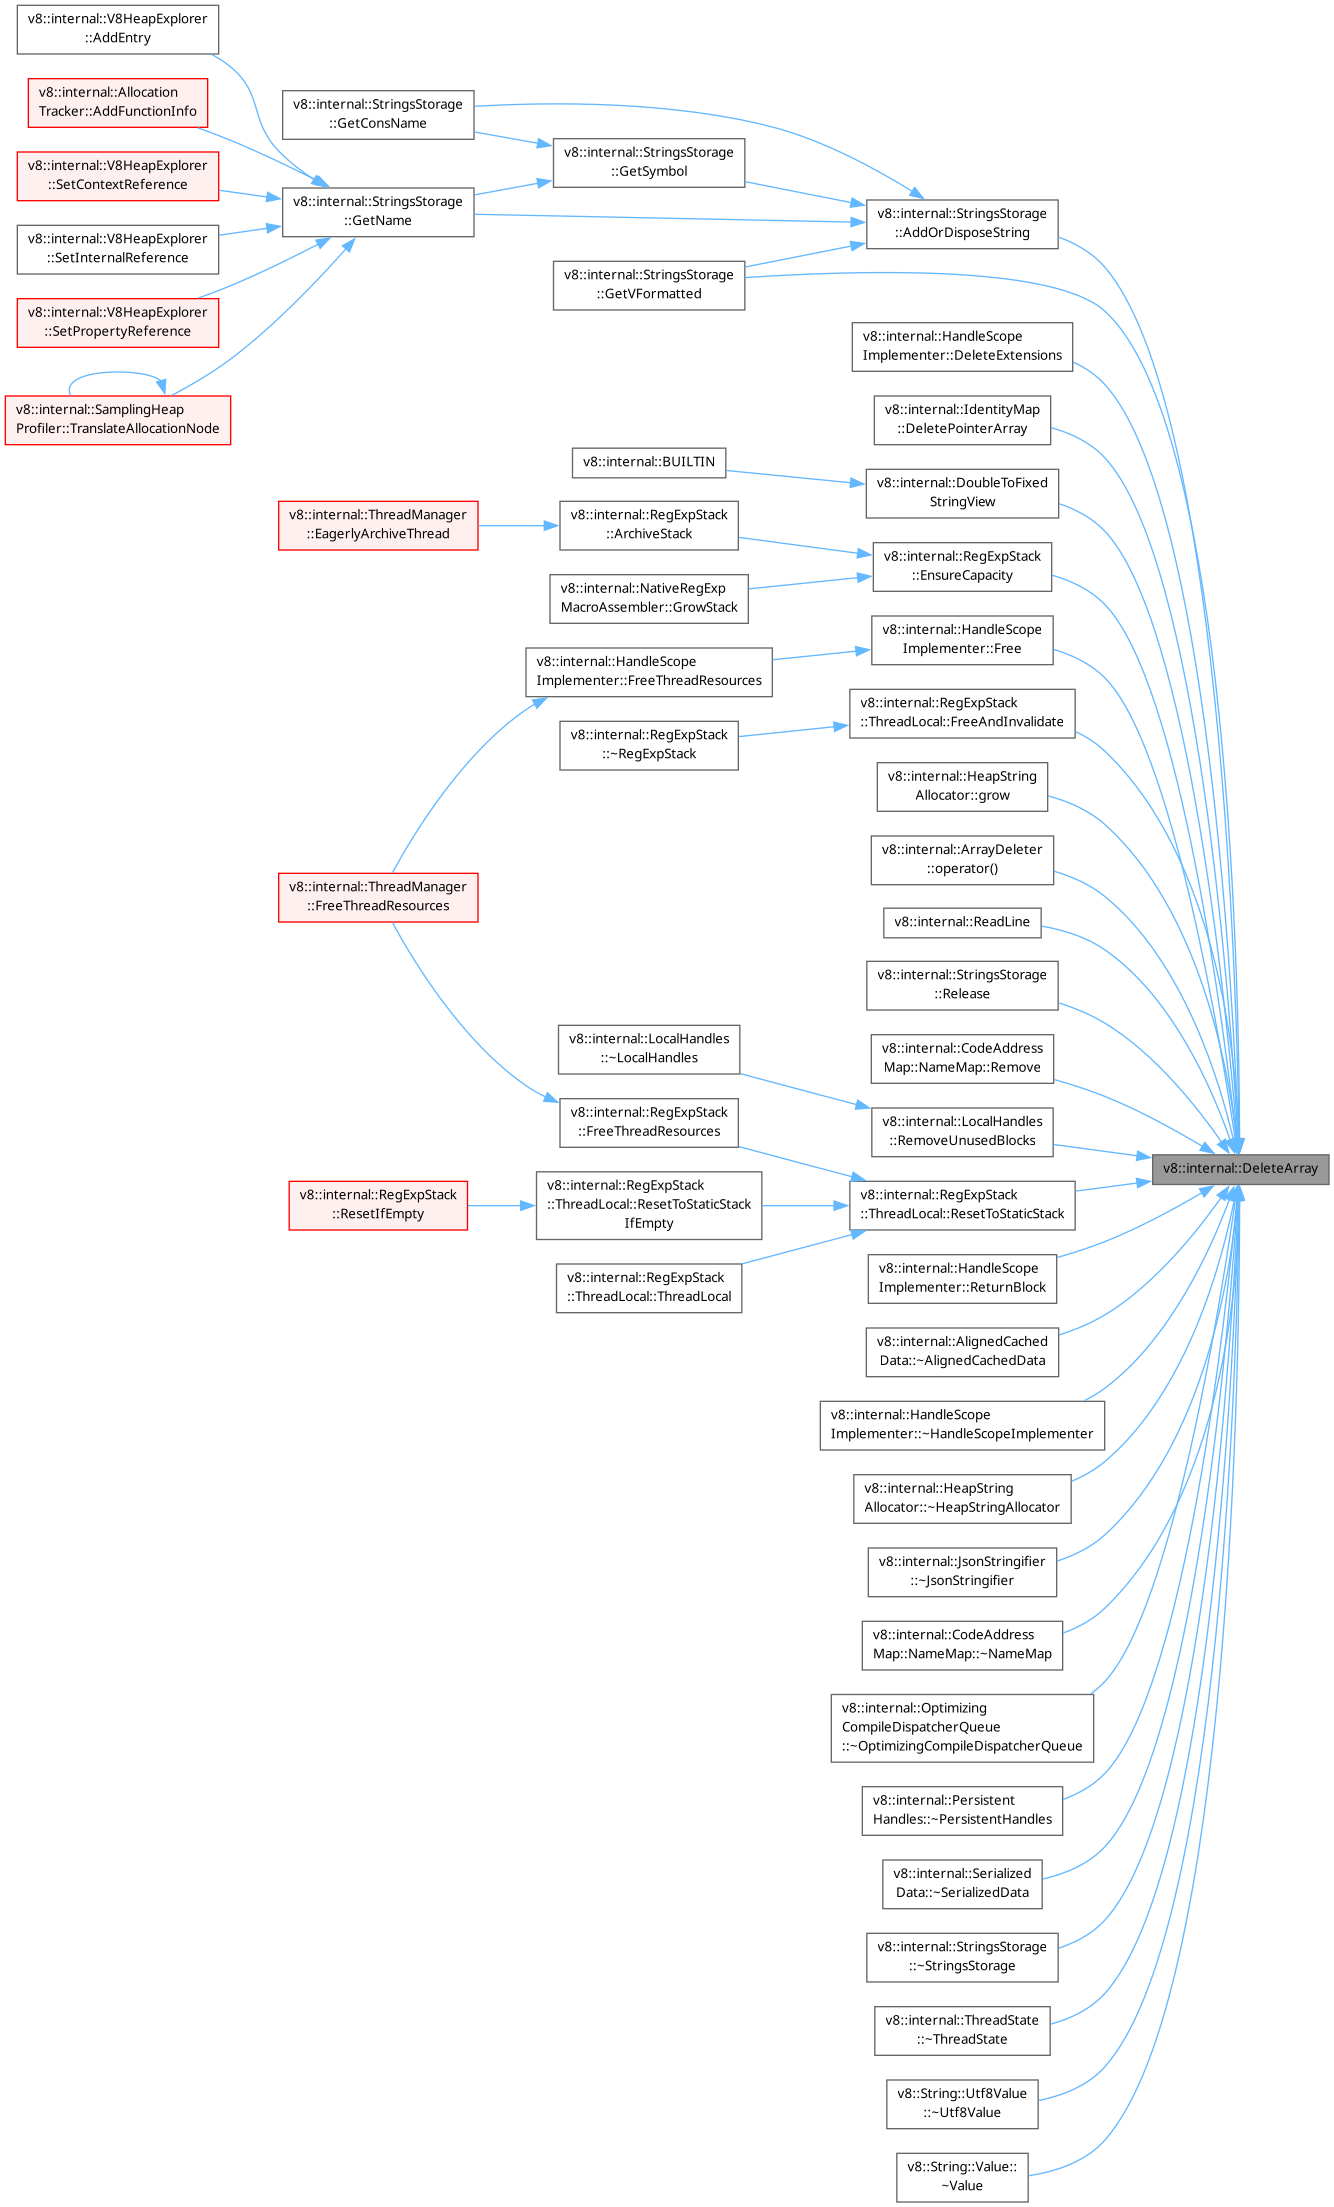 v8::internal::V8HeapExplorer
::AddEntry
v8::internal::Allocation
Tracker::AddFunctionInfo
v8::internal::V8HeapExplorer
::SetContextReference
v8::internal::V8HeapExplorer
::SetInternalReference
v8::internal::V8HeapExplorer
::SetPropertyReference
v8::internal::SamplingHeap
Profiler::TranslateAllocationNode
v8::internal::StringsStorage
::GetConsName
v8::internal::StringsStorage
::GetName
v8::internal::StringsStorage
::GetSymbol
v8::internal::StringsStorage
::GetVFormatted
v8::internal::StringsStorage
::AddOrDisposeString
v8::internal::HandleScope
Implementer::DeleteExtensions
v8::internal::IdentityMap
::DeletePointerArray
v8::internal::BUILTIN
v8::internal::DoubleToFixed
StringView
v8::internal::ThreadManager
::EagerlyArchiveThread
v8::internal::RegExpStack
::ArchiveStack
v8::internal::RegExpStack
::EnsureCapacity
v8::internal::NativeRegExp
MacroAssembler::GrowStack
v8::internal::HandleScope
Implementer::Free
v8::internal::HandleScope
Implementer::FreeThreadResources
v8::internal::RegExpStack
::ThreadLocal::FreeAndInvalidate
v8::internal::RegExpStack
::~RegExpStack
v8::internal::HeapString
Allocator::grow
v8::internal::ArrayDeleter
::operator()
v8::internal::ThreadManager
::FreeThreadResources
v8::internal::ReadLine
v8::internal::StringsStorage
::Release
v8::internal::LocalHandles
::~LocalHandles
v8::internal::CodeAddress
Map::NameMap::Remove
v8::internal::RegExpStack
::FreeThreadResources
v8::internal::LocalHandles
::RemoveUnusedBlocks
v8::internal::DeleteArray
v8::internal::RegExpStack
::ResetIfEmpty
v8::internal::RegExpStack
::ThreadLocal::ResetToStaticStack
IfEmpty
v8::internal::RegExpStack
::ThreadLocal::ResetToStaticStack
v8::internal::RegExpStack
::ThreadLocal::ThreadLocal
v8::internal::HandleScope
Implementer::ReturnBlock
v8::internal::AlignedCached
Data::~AlignedCachedData
v8::internal::HandleScope
Implementer::~HandleScopeImplementer
v8::internal::HeapString
Allocator::~HeapStringAllocator
v8::internal::JsonStringifier
::~JsonStringifier
v8::internal::CodeAddress
Map::NameMap::~NameMap
v8::internal::Optimizing
CompileDispatcherQueue
::~OptimizingCompileDispatcherQueue
v8::internal::Persistent
Handles::~PersistentHandles
v8::internal::Serialized
Data::~SerializedData
v8::internal::StringsStorage
::~StringsStorage
v8::internal::ThreadState
::~ThreadState
v8::String::Utf8Value
::~Utf8Value
v8::String::Value::
~Value